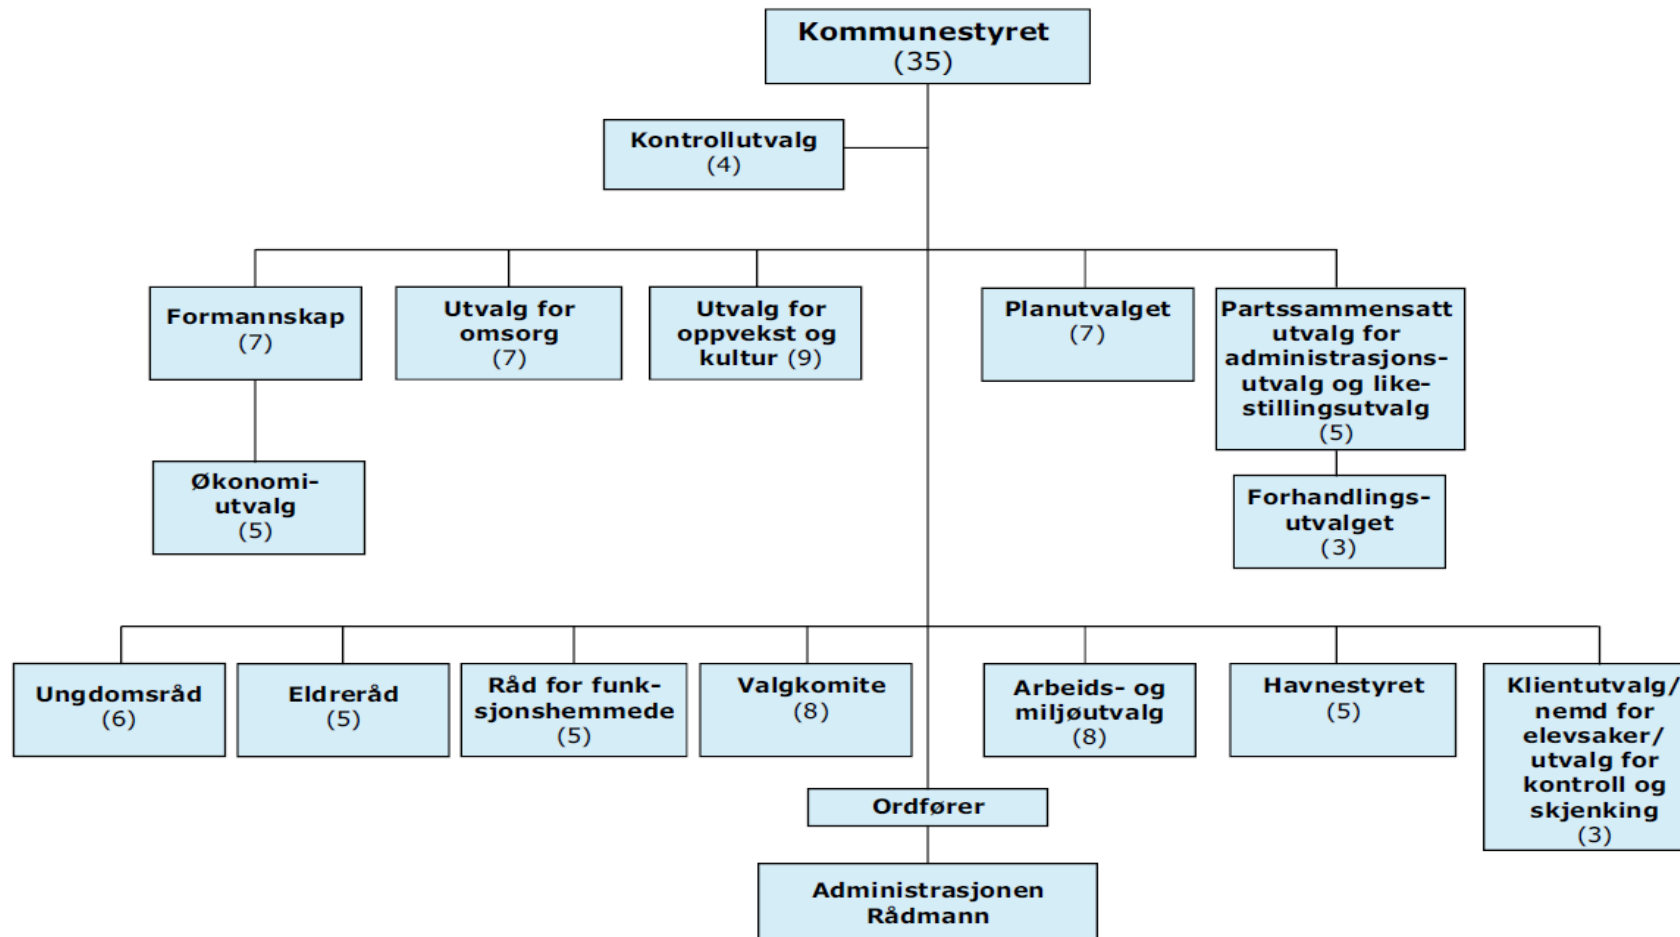 Kommunestyret
(35)
Kontrollutvalg
(4)
Formannskap
(7)
Utvalg for
omsorg
(7)
Utvalg for
oppvekst og
kultur (9)
Planutvalget
(7)
Partssammensatt
utvalg for
administrasjons-
utvalg og like-
stillingsutvalg
(5)
Økonomi-
utvalg
(5)
Forhandlings-
utvalget
(3)
Ungdomsråd
(6)
Eldreråd
(5)
Råd for funk-
sjonshemmede
(5)
Valgkomite
(8)
Arbeids- og
miljøutvalg
(8)
Havnestyret
(5)
Klientutvalg/
nemd for
elevsaker/
utvalg for
kontroll og
skjenking
(3)
Ordfører
Administrasjonen
Rådmann